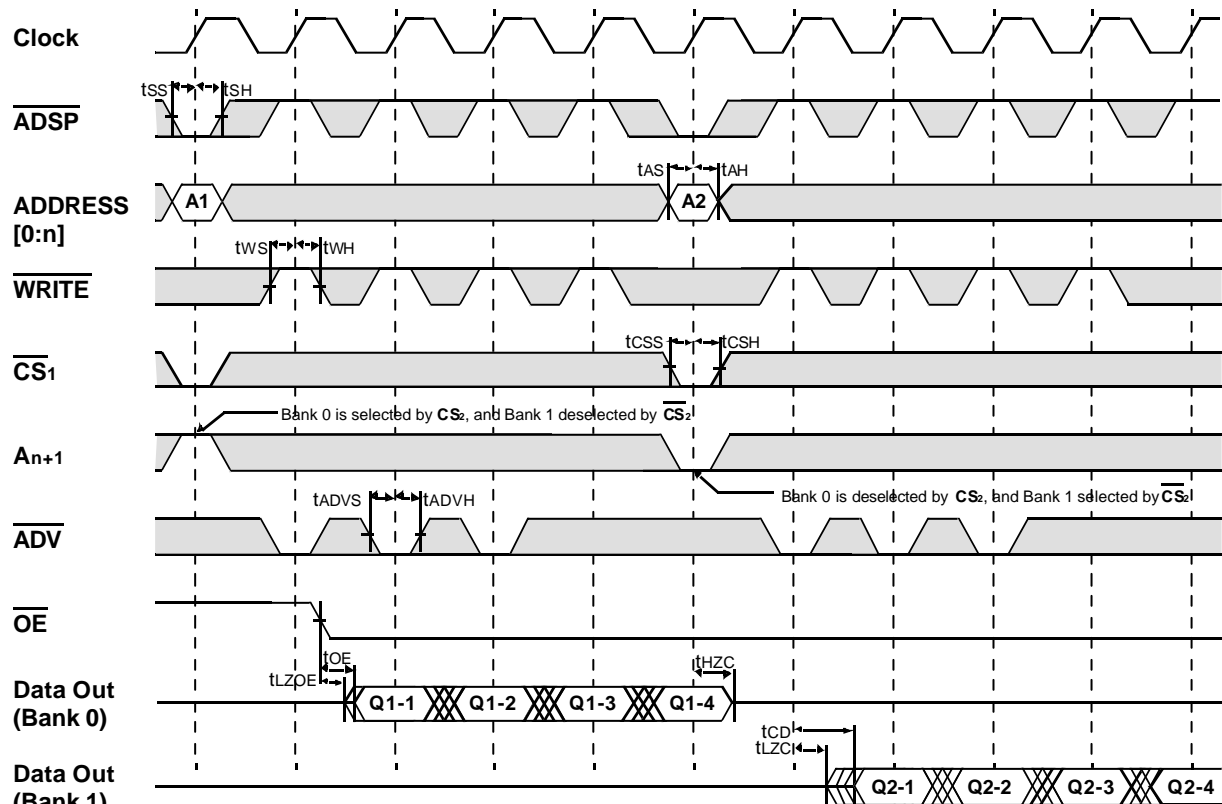 Clock
tSS tSH
ADSP
tAS tAH
ADDRESS
[0:n]
A1 A2
tWS tWH
WRITE
tCSS tCSH
CS1
Bank 0 is selected by CS2, and Bank 1 deselected by CS2
An+1
Bank 0 is deselected by CS2, and Bank 1 selected by CS2
tADVS tADVH
ADV
OE
tOE tHZC
tLZOE
Data Out
(Bank 0)
Q1-1 Q1-2 Q1-3 Q1-4
tCD
tLZC
Data Out
(Bank 1)
Q2-1 Q2-2 Q2-3 Q2-4